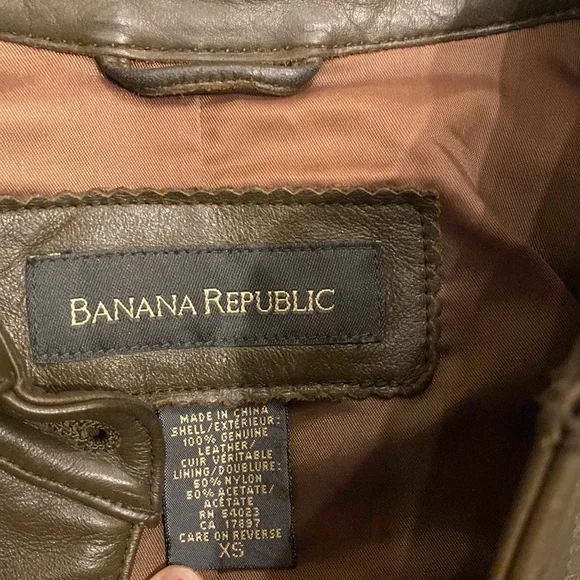 BANANA REPUBLIC
MADE IN CHINA
SHELL/EXTÉRIEUR:
100% GENUINE
LEATHER/
CUIR VÉRITABLE
LINING/DOUBLURE:
50% NYLON
50% ACETATE/
ACÉTATE
RN 54023
CA 17897
CARE ON REVERSE
XS